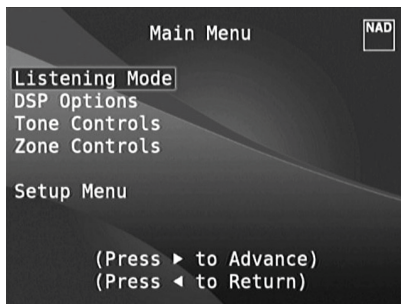 Main Menu
NAD
Listening Mode
DSP Options
Tone Controls
Zone Controls
Setup Menu
(Press ► to Advance)
(Press ◄ to Return)